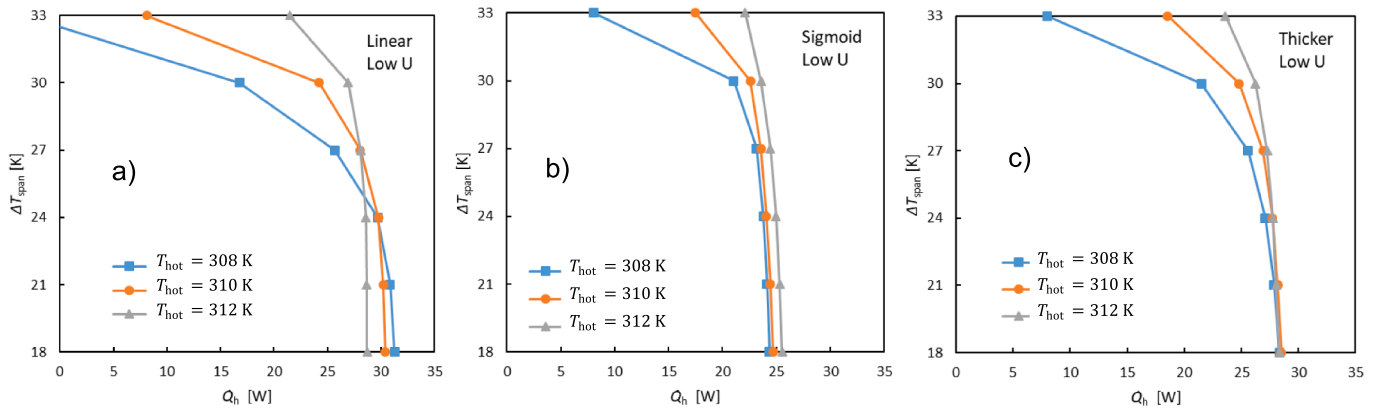 33
30
27
24
21
18
ΔTspan [K]
Linear
Low U
a)
Thot = 308 K
Thot = 310 K
Thot = 312 K
0 5 10 15 20 25 30 35
Qh [W]
33
30
27
24
21
18
ΔTspan [K]
Sigmoid
Low U
b)
Thot = 308 K
Thot = 310 K
Thot = 312 K
0 5 10 15 20 25 30 35
Qh [W]
33
30
27
24
21
18
ΔTspan [K]
Thicker
Low U
c)
Thot = 308 K
Thot = 310 K
Thot = 312 K
0 5 10 15 20 25 30 35
Qh [W]